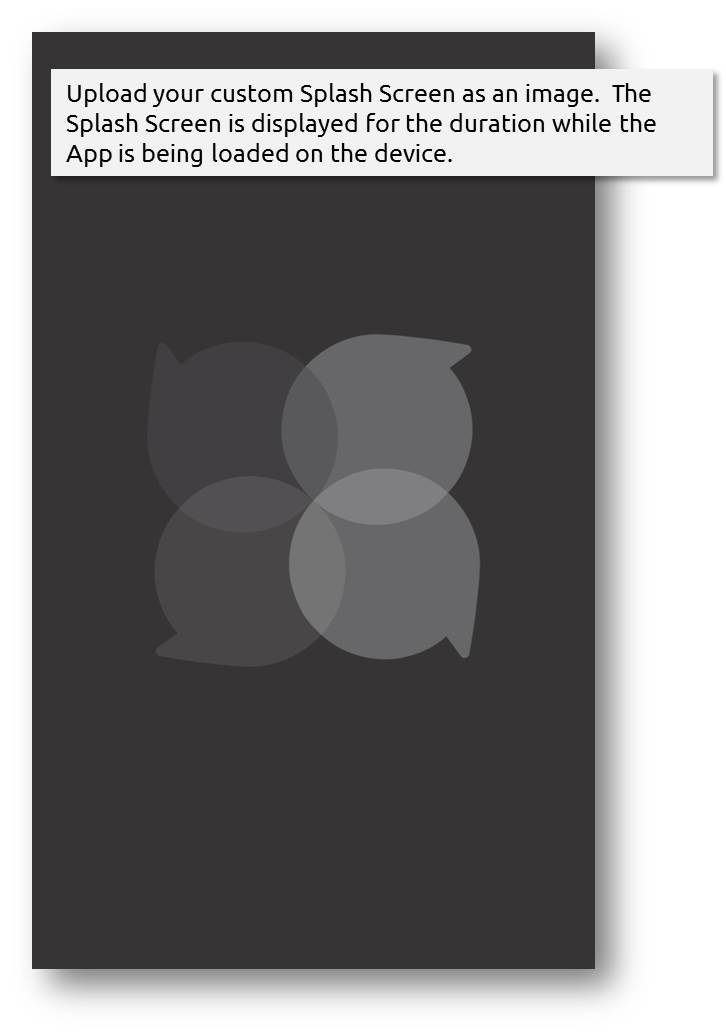 Upload your custom Splash Screen as an image.  The
Splash Screen is displayed for the duration while the
App is being loaded on the device.